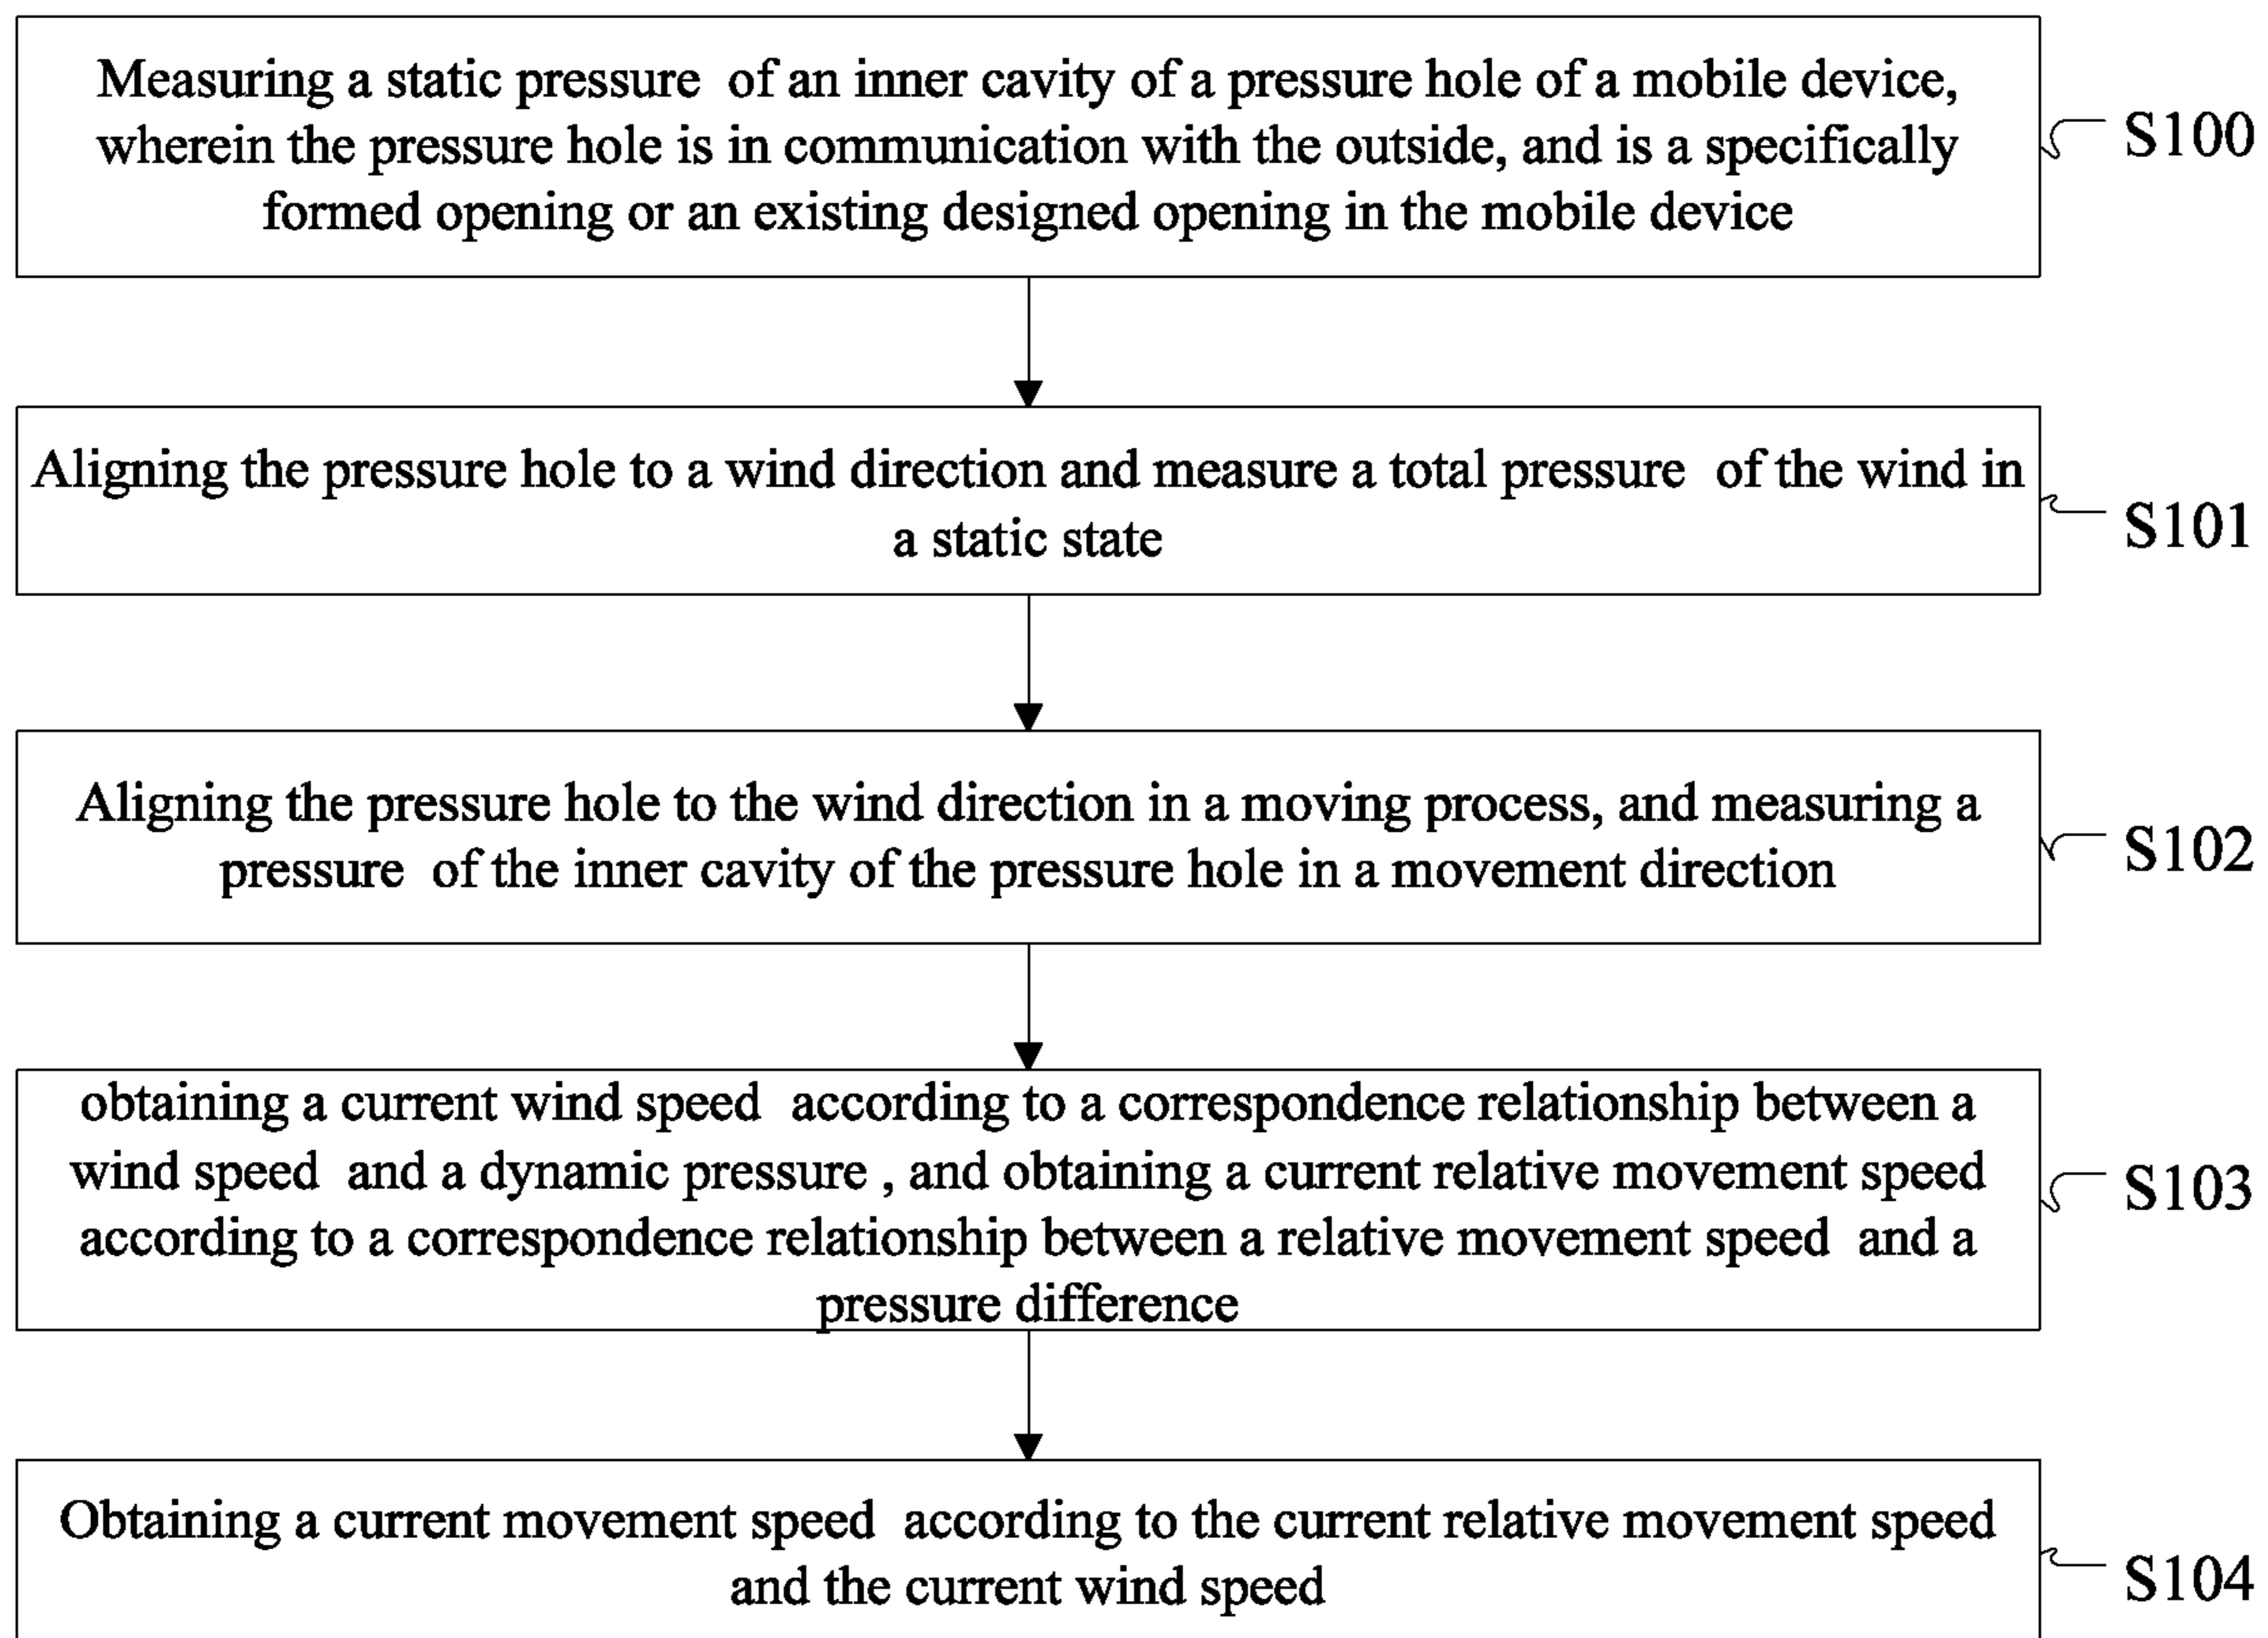 Measuring a static pressure of an inner cavity of a pressure hole of a mobile device,
wherein the pressure hole is in communication with the outside, and is a specifically
formed opening or an existing designed opening in the mobile device
S100
Aligning the pressure hole to a wind direction and measure a total pressure of the wind in
a static state
S101
Aligning the pressure hole to the wind direction in a moving process, and measuring a
pressure of the inner cavity of the pressure hole in a movement direction
S102
obtaining a current wind speed according to a correspondence relationship between a
wind speed and a dynamic pressure , and obtaining a current relative movement speed
according to a correspondence relationship between a relative movement speed and a
pressure difference
S103
Obtaining a current movement speed according to the current relative movement speed
and the current wind speed
S104